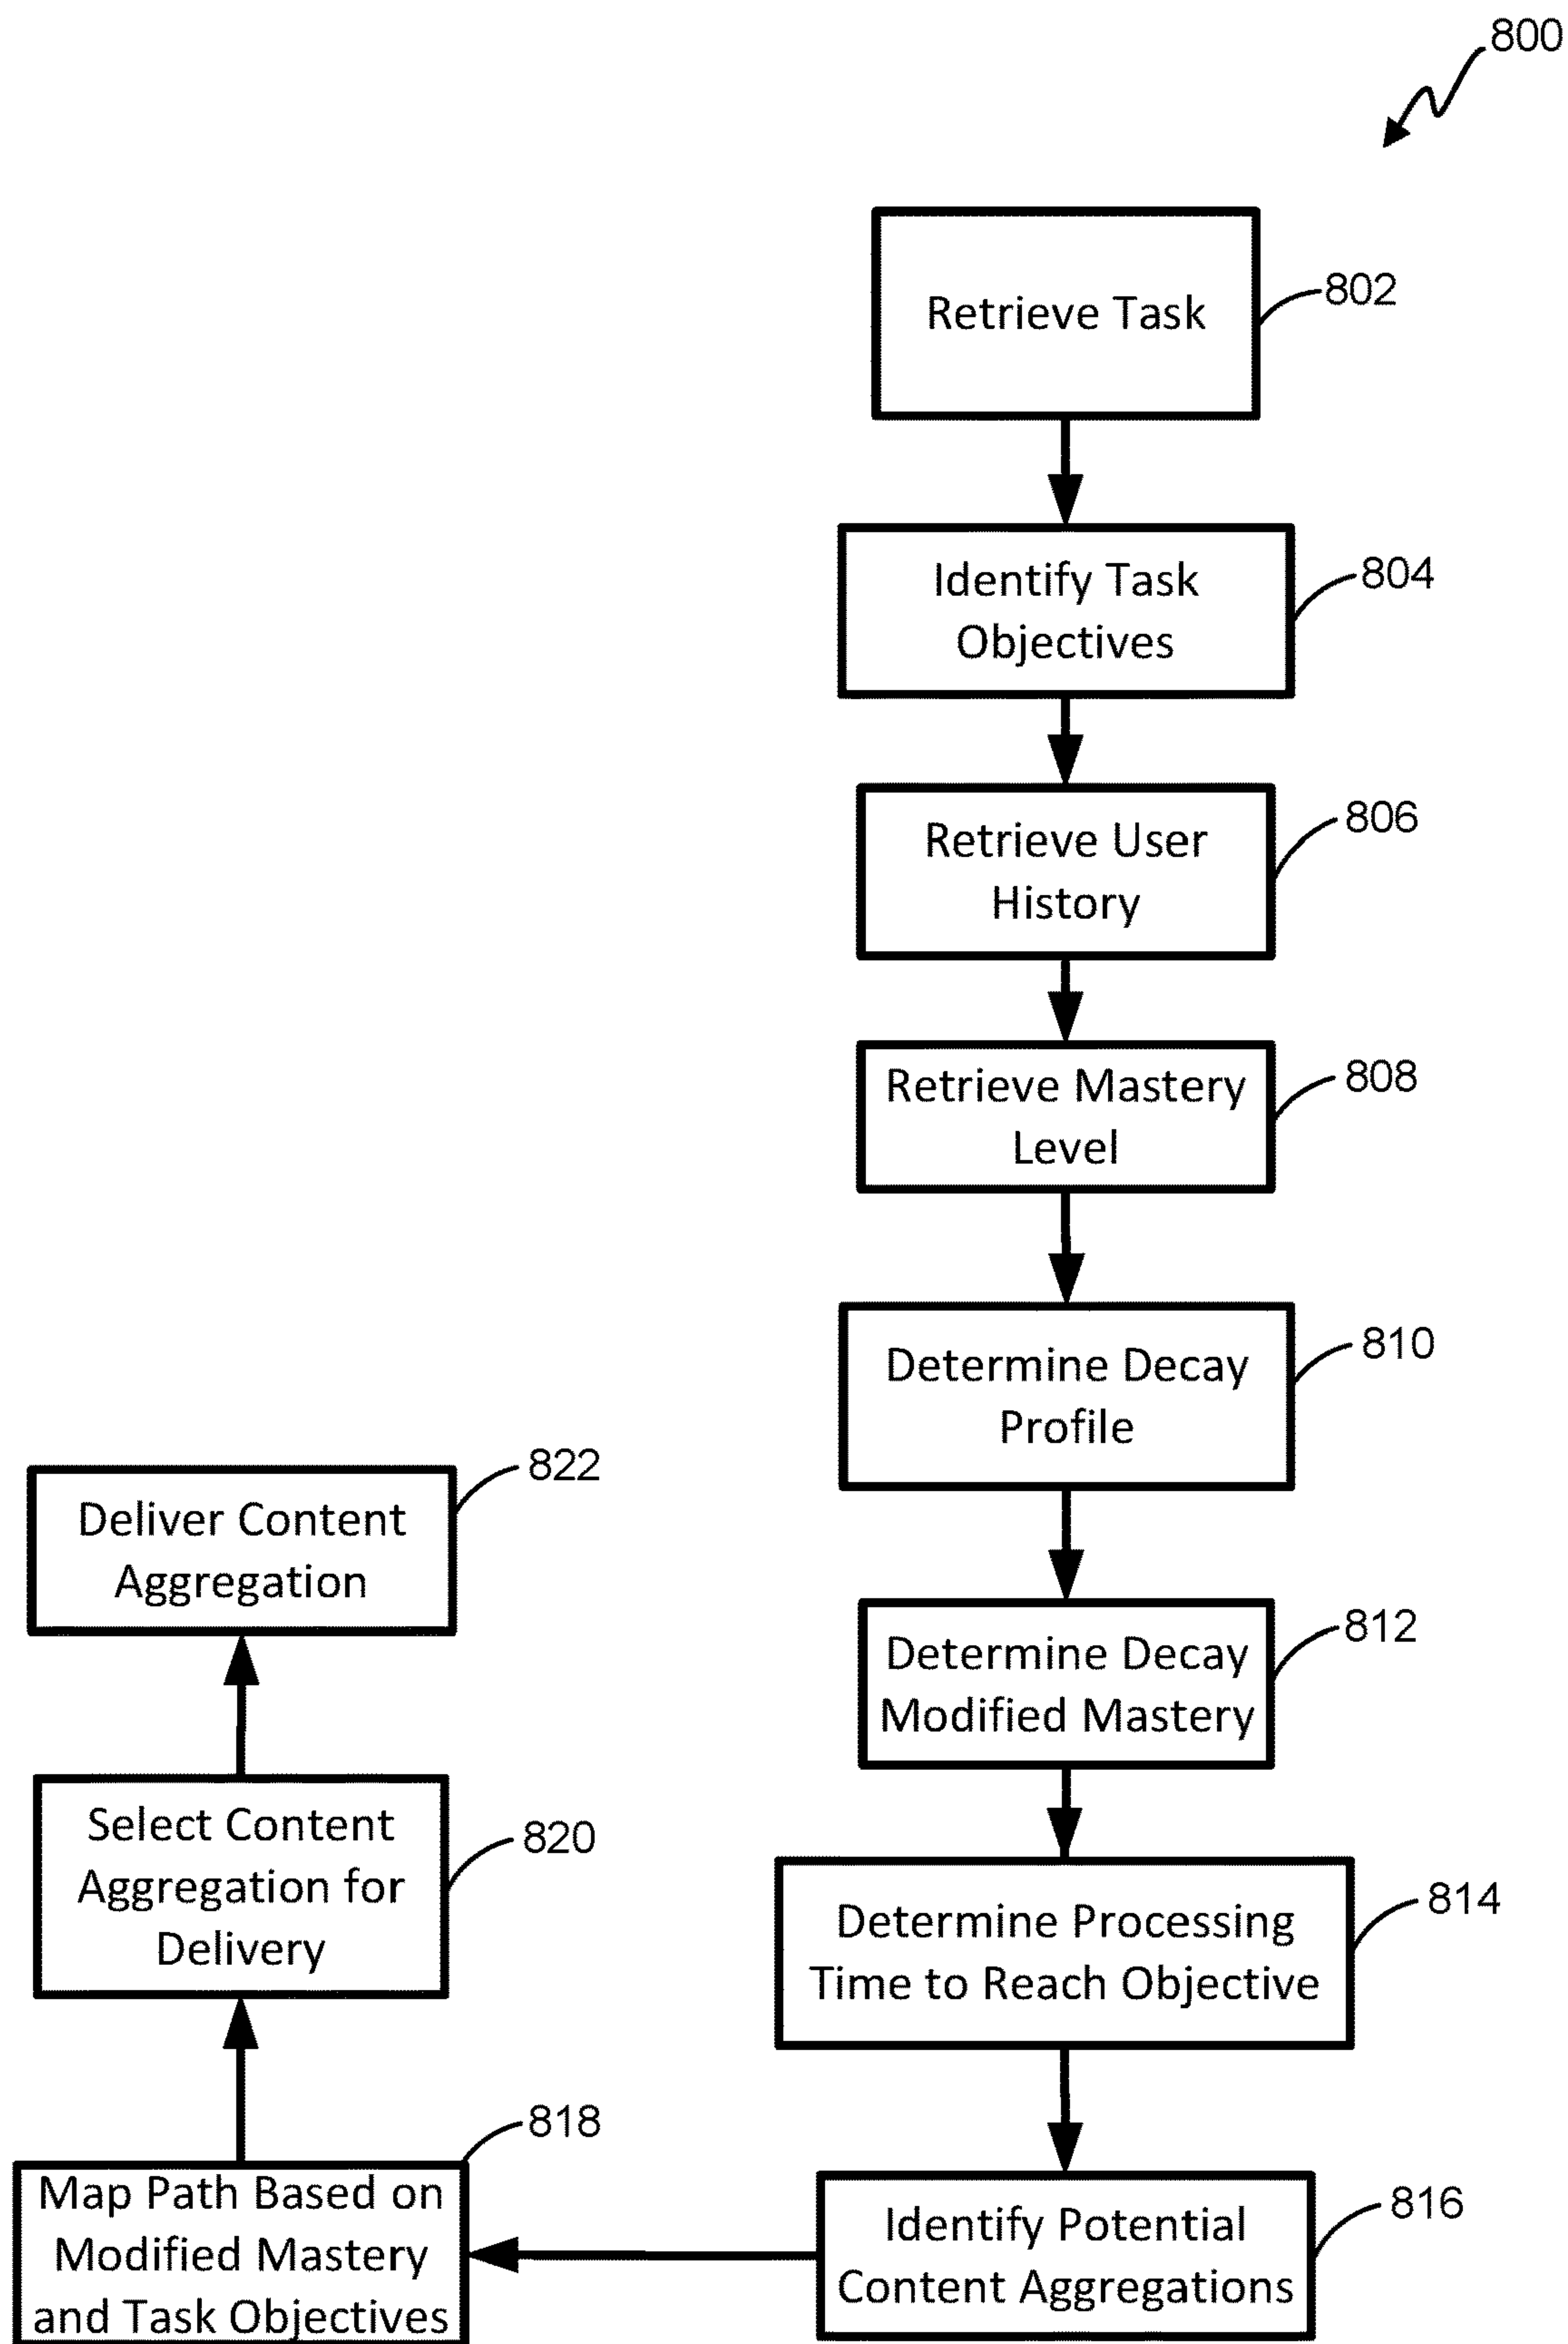 800
Retrieve Task
802
Identify Task
Objectives
804
Retrieve User
History
806
Retrieve Mastery
Level
808
Determine Decay
Profile
810
Determine Decay
Modified Mastery
812
Determine Processing
Time to Reach Objective
814
Identify Potential
Content Aggregations
816
Map Path Based on
Modified Mastery
and Task Objectives
818
Select Content
Aggregation for
Delivery
820
Deliver Content
Aggregation
822